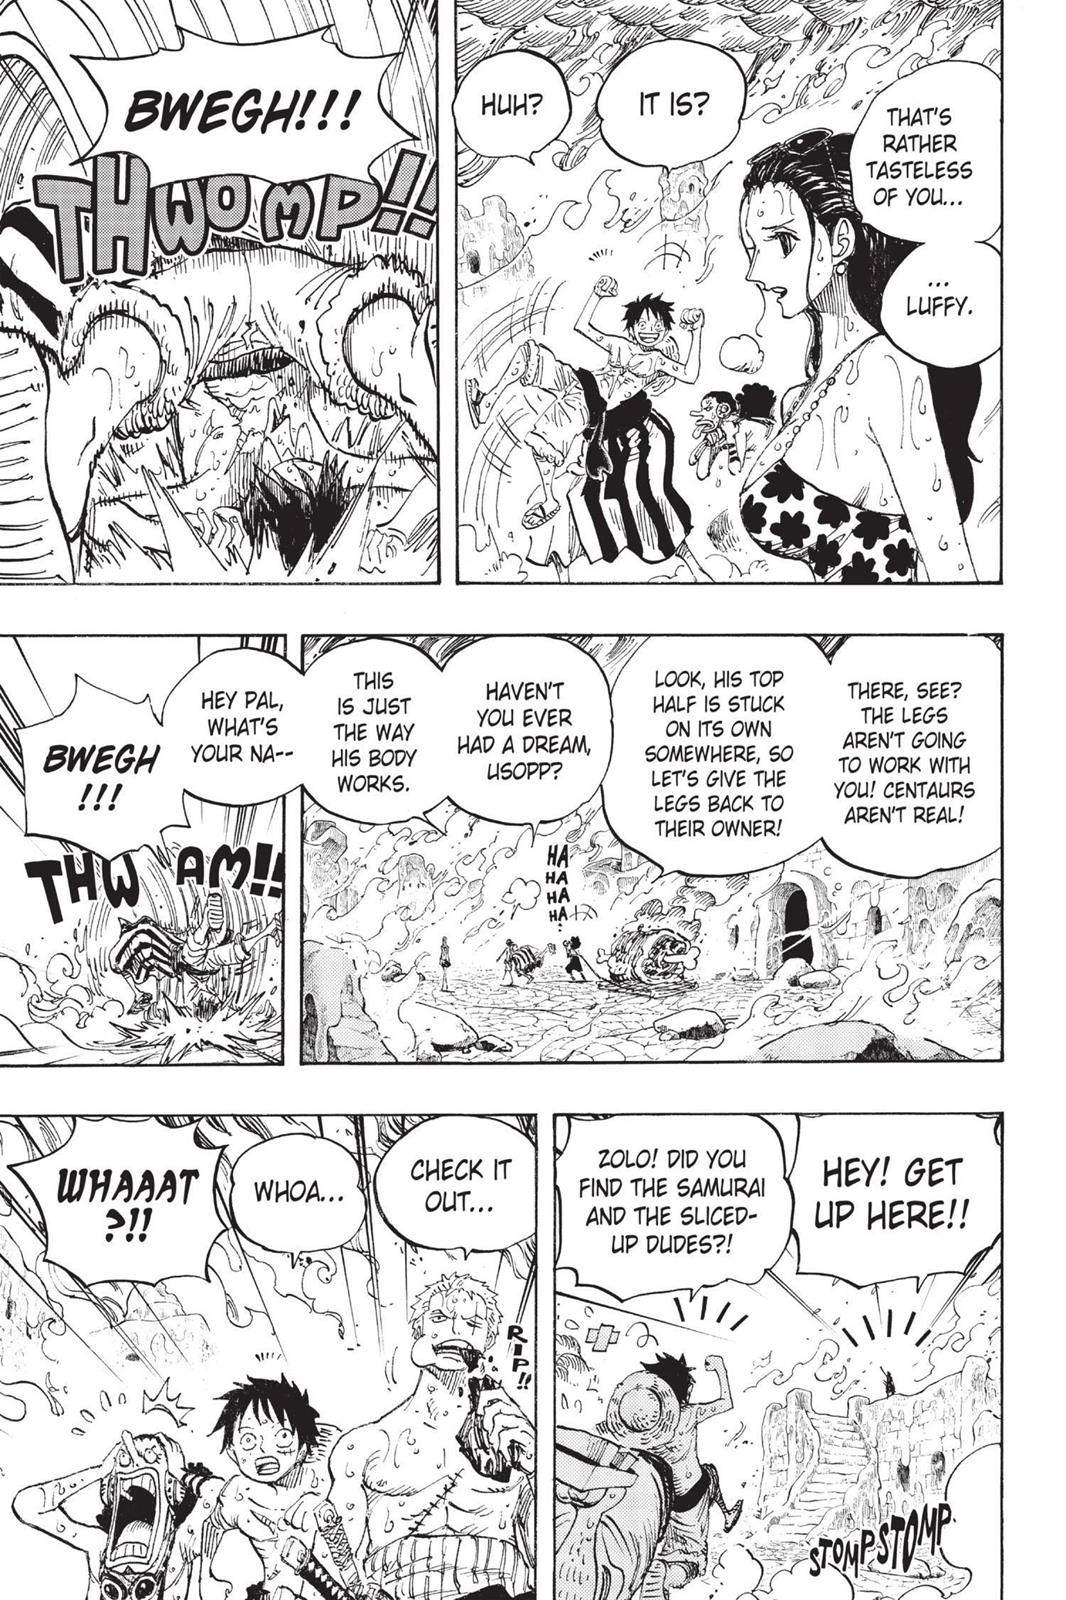 THAT'S
RATHER
TASTELESS
OF YOU...
...
LUFFY.
IT IS?
HUH?
BWEGH!!!
THWOMP!!
THERE, SEE?
THE LEGS
AREN'T GOING
TO WORK WITH
YOU! CENTAURS
AREN'T REAL!
LOOK, HIS TOP
HALF IS STUCK
ON ITS OWN
SOMEWHERE, SO
LET'S GIVE THE
LEGS BACK TO
THEIR OWNER!
HAVEN'T
YOU EVER
HAD A DREAM,
USOPP?
THIS
IS JUST
THE WAY
HIS BODY
WORKS.
HA
HA
HA
HA..
HEY PAL,
WHAT'S
YOUR NA--
BWEGH
!!!
THWAM!!
HEY! GET
UP HERE!!
ZOLO! DID YOU
FIND THE SAMURAI
AND THE SLICED-
UP DUDES?!
STOMP STOMP
CHECK IT
OUT...
RIP!!
WHOA...
WHAAAT
?!!